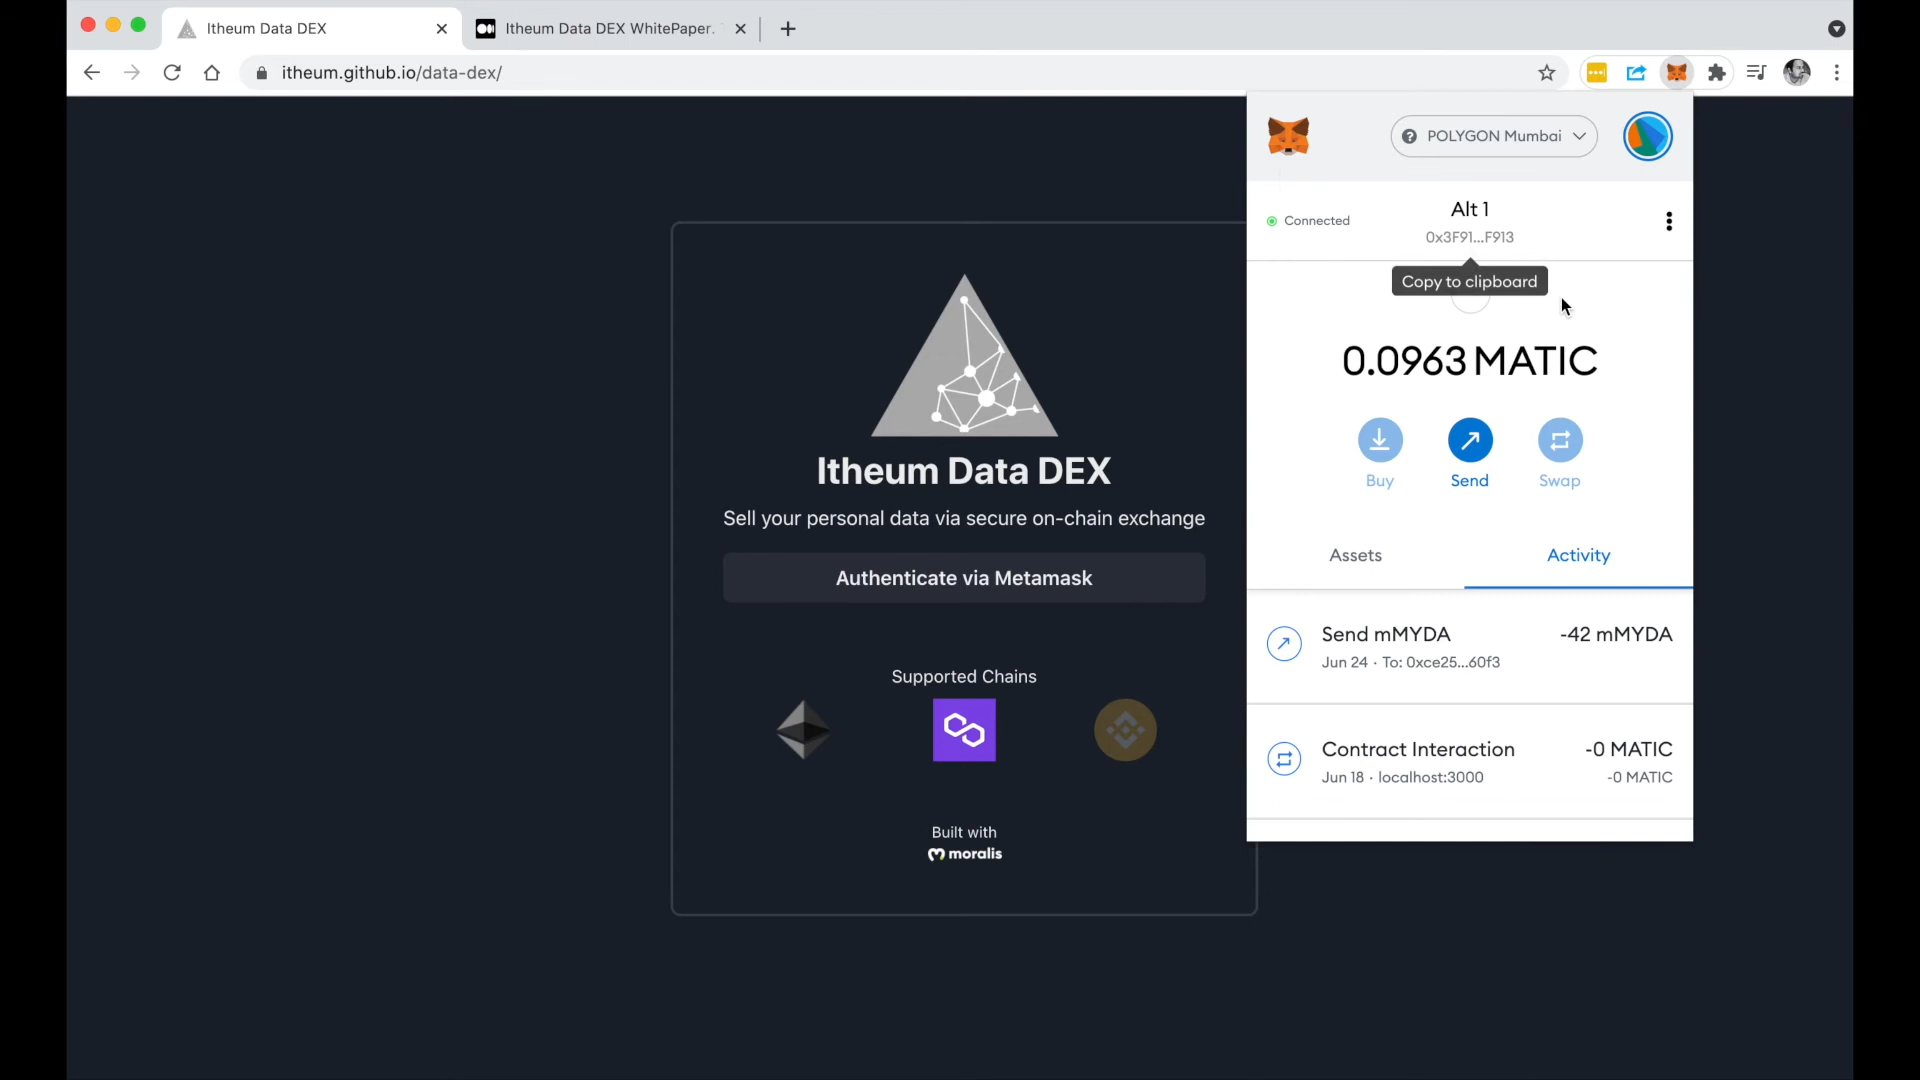 Itheum Data DEX
Itheum Data DEX WhitePaper.
itheum.github.io/data-dex/
POLYGON Mumbai
Connected
Alt 1
0x3F91...F913
Copy to clipboard
0.0963 MATIC
Buy
Send
Swap
Assets
Activity
Send mMYDA
-42 mMYDA
Jun 24 · To: 0xce25...60f3
Contract Interaction
-0 MATIC
Jun 18 · localhost:3000
-0 MATIC
Itheum Data DEX
Sell your personal data via secure on-chain exchange
Authenticate via Metamask
Supported Chains
Built with
moralis